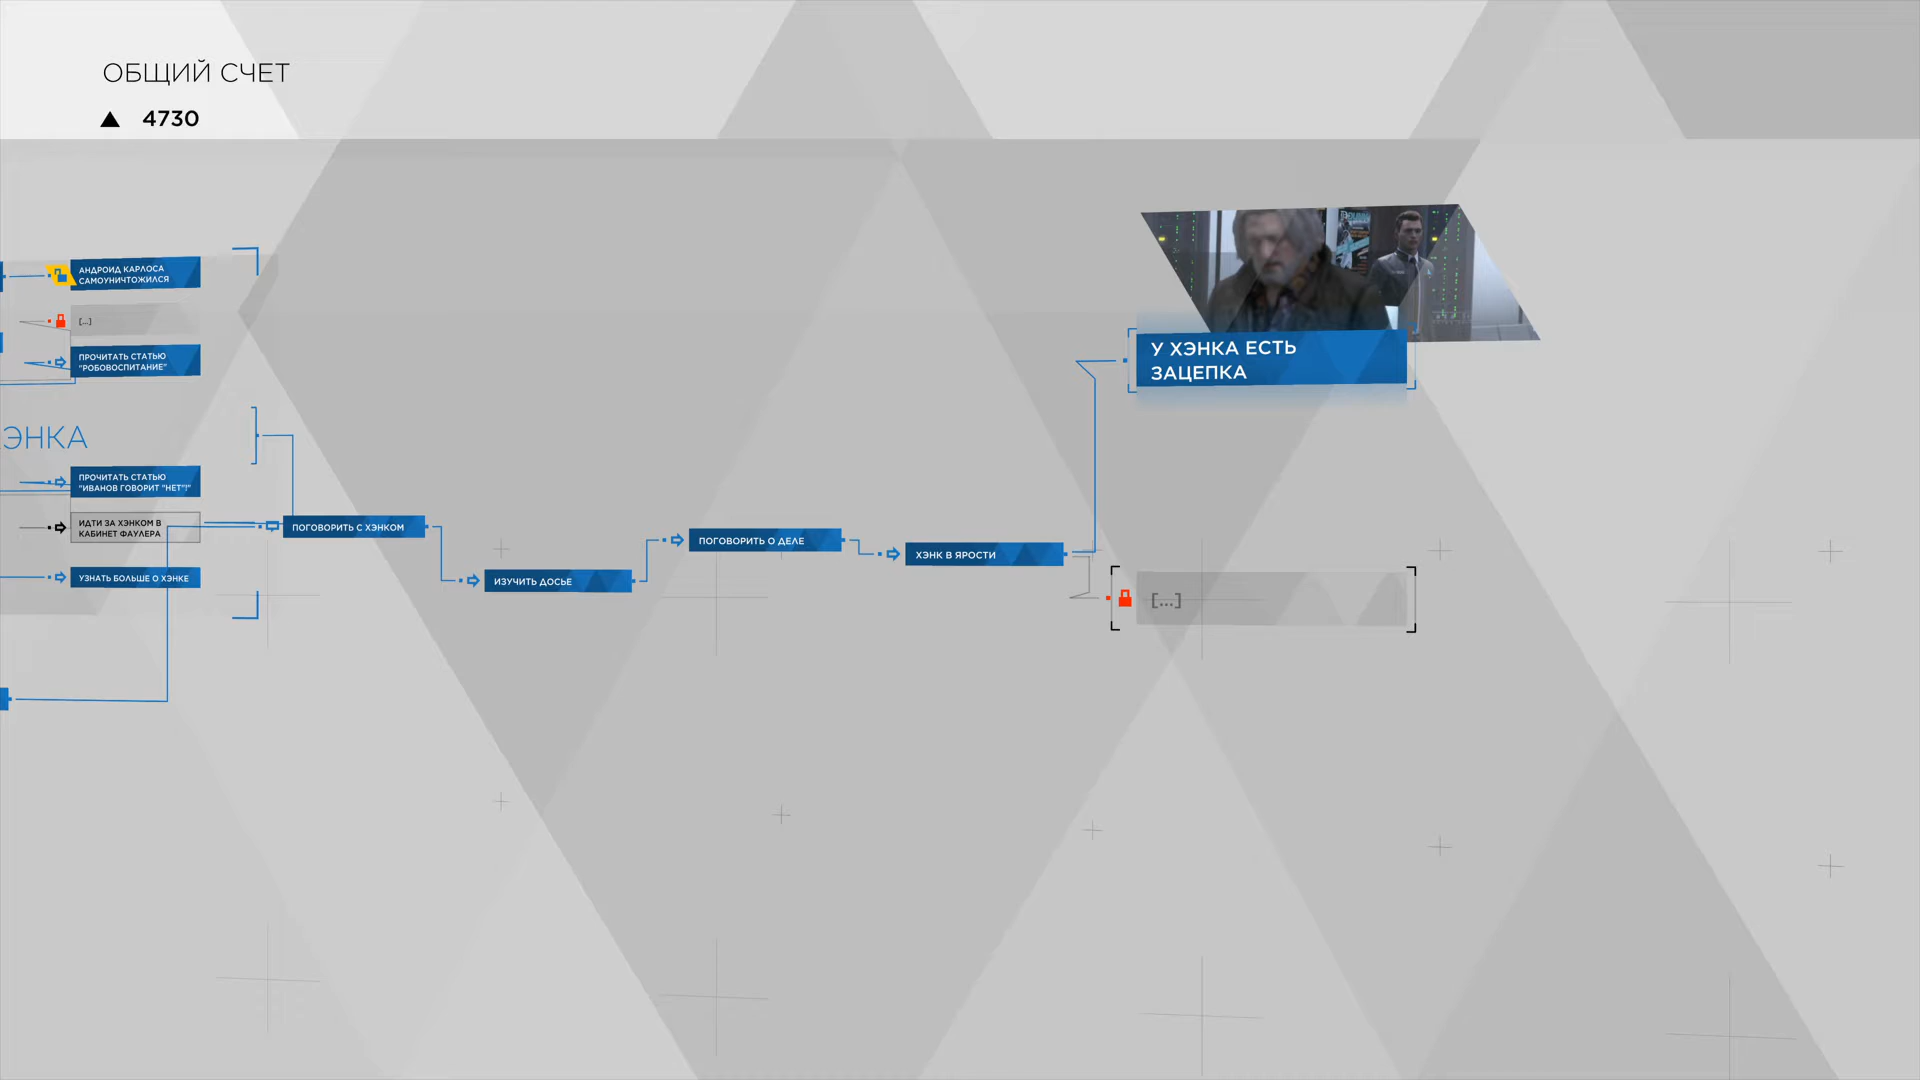 ОБЩИЙ СЧЕТ
▲ 4730
АНДРОИД КАРЛОСА
САМОУНИЧТОЖИЛСЯ
[...]
ПРОЧИТАТЬ СТАТЬЮ
"РОБОВОСПИТАНИЕ"
ЭНКА
ПРОЧИТАТЬ СТАТЬЮ
"ИВАНОВ ГОВОРИТ "НЕТ"!"
ИДТИ ЗА ХЭНКОМ В
КАБИНЕТ ФАУЛЕРА
УЗНАТЬ БОЛЬШЕ О ХЭНКЕ
ПОГОВОРИТЬ С ХЭНКОМ
ИЗУЧИТЬ ДОСЬЕ
ПОГОВОРИТЬ О ДЕЛЕ
ХЭНК В ЯРОСТИ
У ХЭНКА ЕСТЬ
ЗАЦЕПКА
[...]